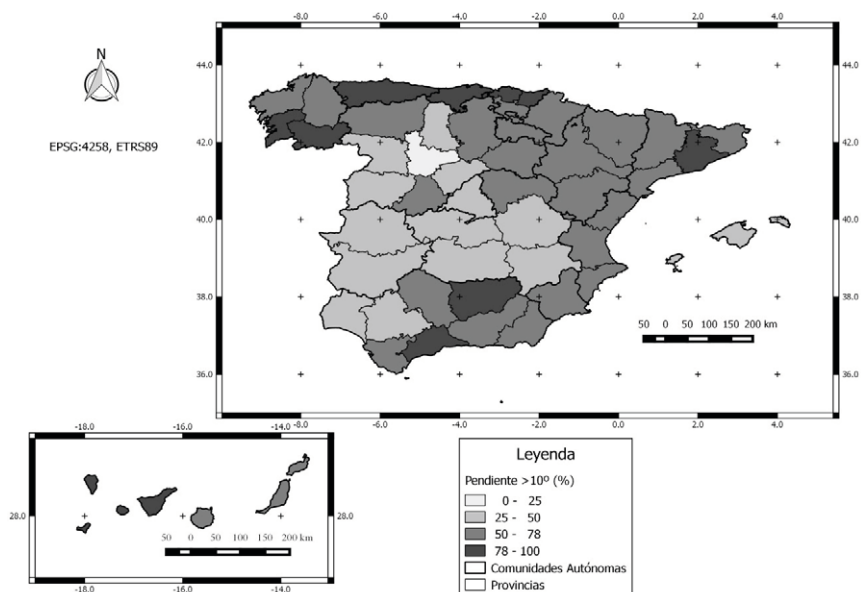 -8.0 -6.0 -4.0 -2.0 0.0 2.0 4.0
N
44.0 44.0
EPSG:4258, ETRS89
42.0 42.0
40.0 40.0
38.0 38.0
50 0 50 100 150 200 km
36.0 36.0
-8.0 -6.0 -4.0 -2.0 0.0 2.0
-18.0 -16.0 -14.0
28.0 28.0
50 0 50 100 150 200 km
-18.0 -16.0 -14.0
Leyenda
Pendiente >10º (%)
0 - 25
25 - 50
50 - 78
78 - 100
Comunidades Autónomas
Provincias